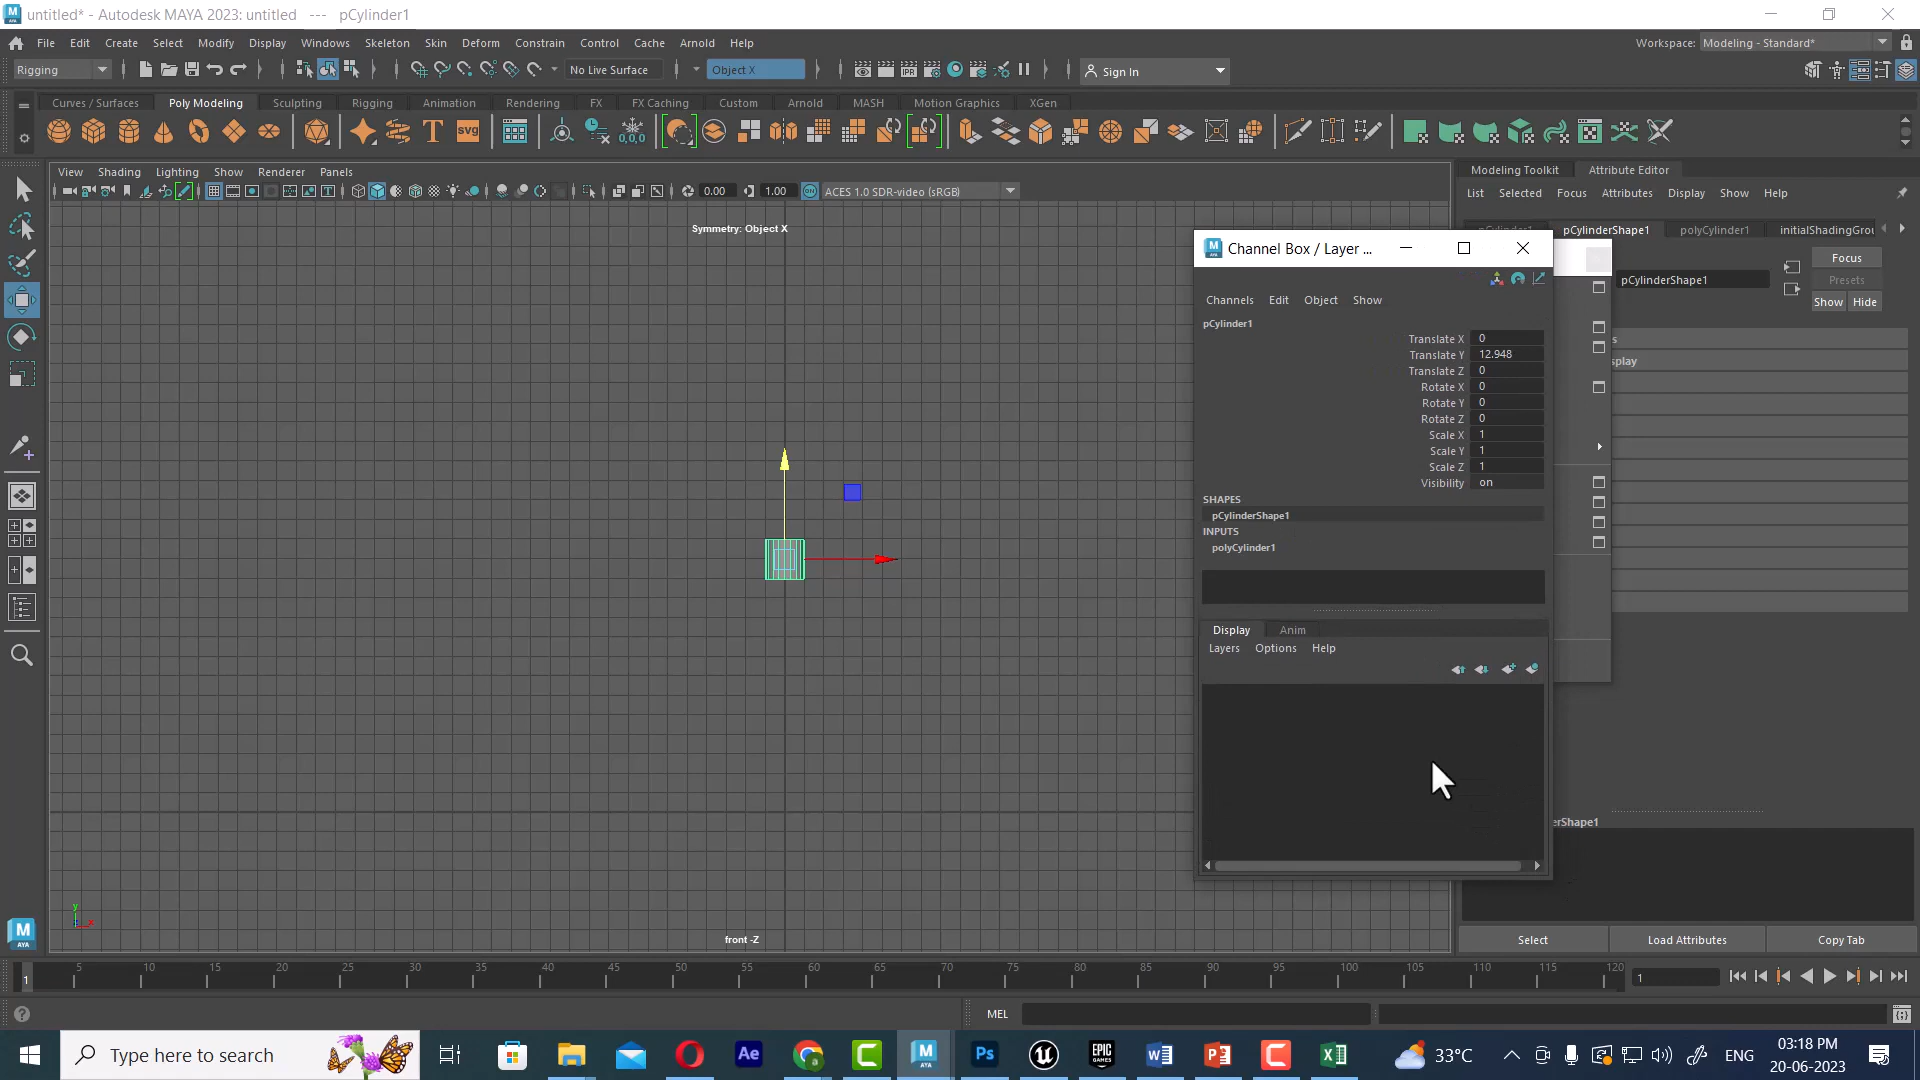 untitled* - Autodesk MAYA 2023: untitled --- pCylinder1
File Edit Create Select Modify Display Windows Skeleton Skin Deform Constrain Control Cache Arnold Help
Workspace: Modeling - Standard*
Rigging No Live Surface Object X Sign In
Curves / Surfaces Poly Modeling Sculpting Rigging Animation Rendering FX FX Caching Custom Arnold MASH Motion Graphics XGen
T SVG 0,0,0
View Shading Lighting Show Renderer Panels
0.00 1.00 ACES 1.0 SDR-video (sRGB)
Symmetry: Object X
front -Z
Modeling Toolkit Attribute Editor
List Selected Focus Attributes Display Show Help
pCylinderShape1 polyCylinder1 initialShadingGrou
pCylinderShape1
Focus
Presets
Show Hide
splay
erShape1
Select Load Attributes Copy Tab
Channel Box / Layer ...
Channels Edit Object Show
pCylinder1
Translate X 0
Translate Y 12.948
Translate Z 0
Rotate X 0
Rotate Y 0
Rotate Z 0
Scale X 1
Scale Y 1
Scale Z 1
Visibility on
SHAPES
pCylinderShape1
INPUTS
polyCylinder1
Display Anim
Layers Options Help
1 5 10 15 20 25 30 35 40 45 50 55 60 65 70 75 80 85 90 95 100 105 110 115 120 1
MEL
Type here to search
33°C
ENG
03:18 PM
20-06-2023